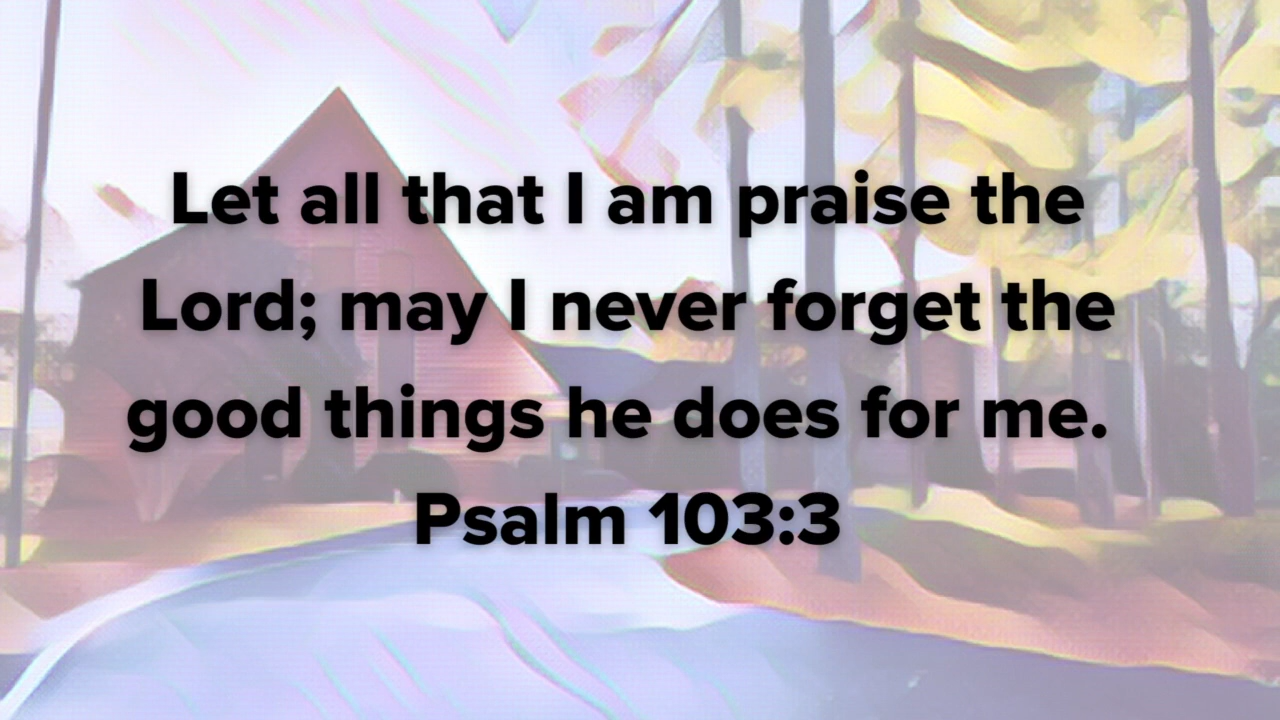 Let all that I am praise the
Lord; may I never forget the
good things he does for me.
Psalm 103:3